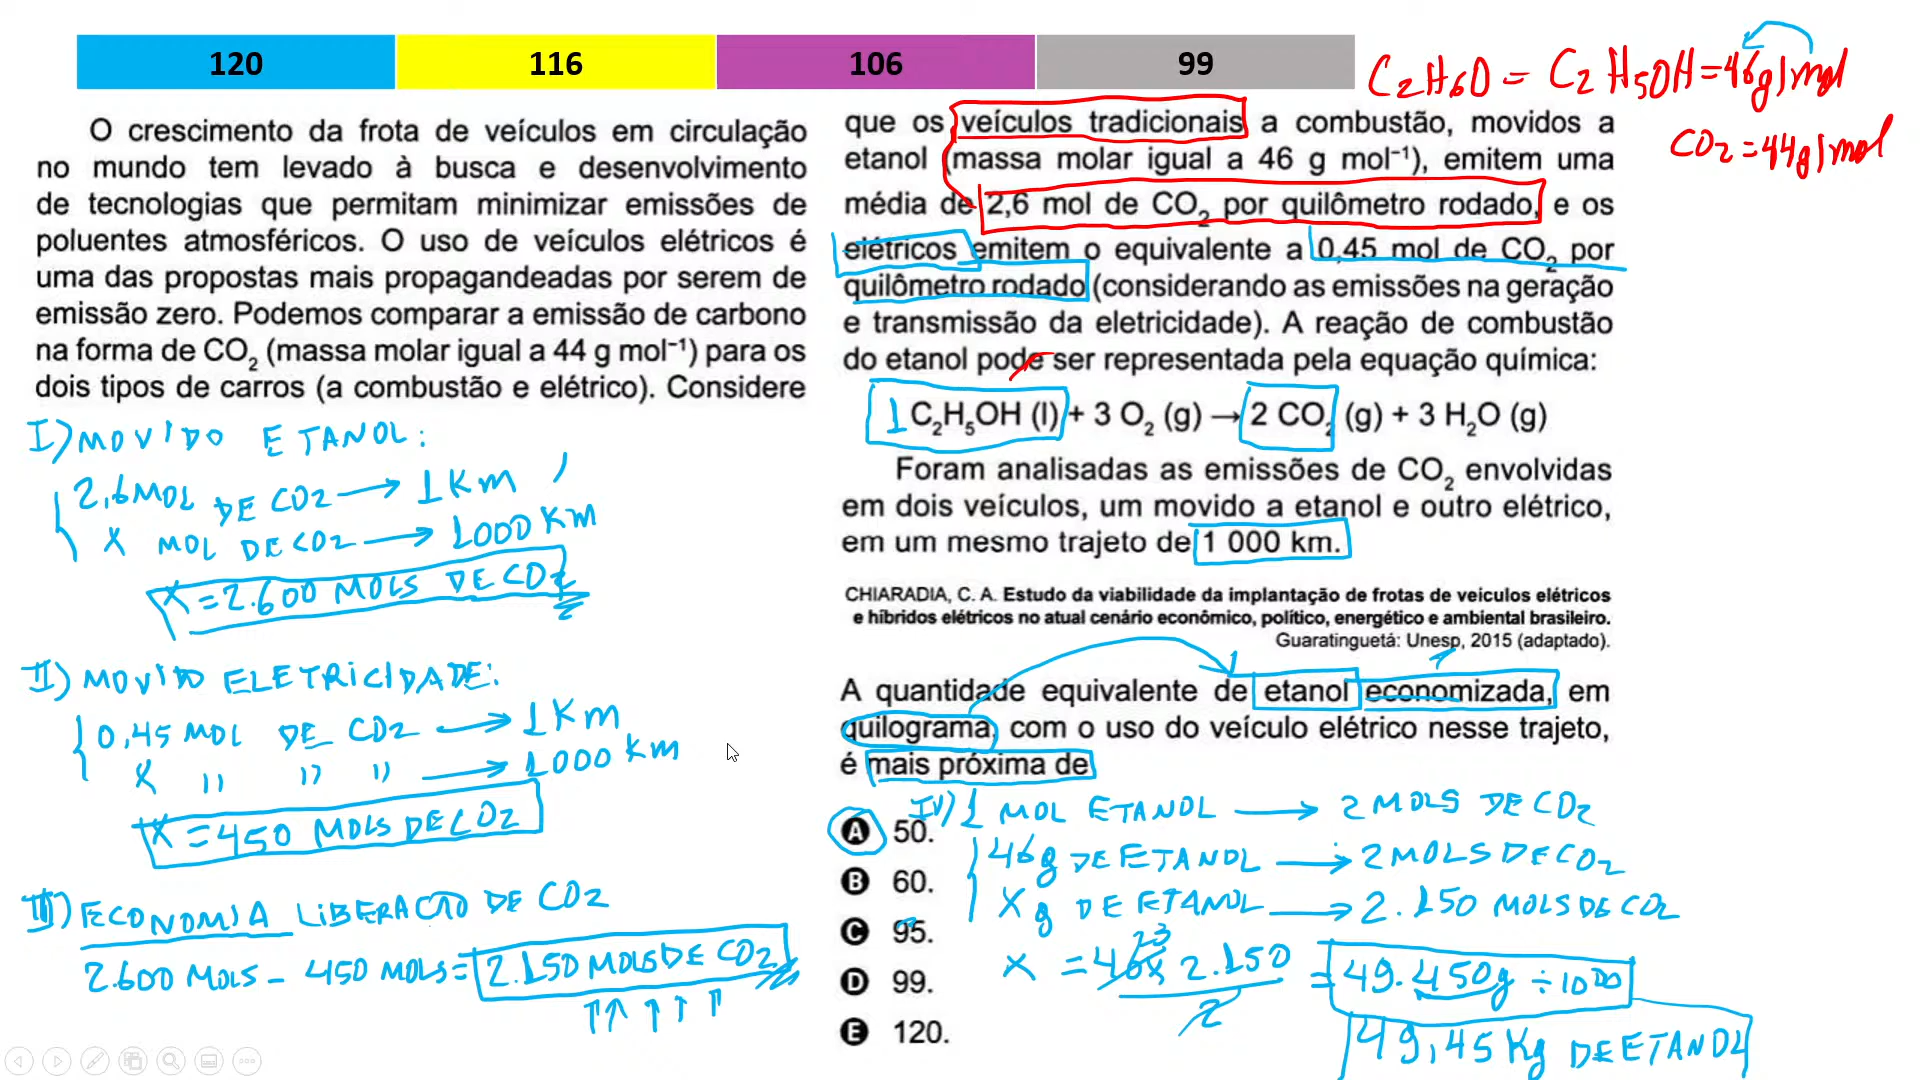 120 116 106 99
C2H6O = C2H5OH = 46g/mol
CO2 = 44g/mol
O crescimento da frota de veículos em circulação
no mundo tem levado à busca e desenvolvimento
de tecnologias que permitam minimizar emissões de
poluentes atmosféricos. O uso de veículos elétricos é
uma das propostas mais propagandeadas por serem de
emissão zero. Podemos comparar a emissão de carbono
na forma de CO₂ (massa molar igual a 44 g mol⁻¹) para os
dois tipos de carros (a combustão e elétrico). Considere
I) MOVIDO ETANOL:
2,6 MOL DE CO2 → 1 Km
X MOL DE CO2 → 1000 Km
X = 2.600 MOLS DE CO2
II) MOVIDO ELETRICIDADE:
0,45 MOL DE CO2 → 1 Km
X " " " → 1000 Km
X = 450 MOLS DE CO2
III) ECONOMIA LIBERACTO DE CO2
2.600 MOLS - 450 MOLS = 2.150 MOLS DE CO2
que os veículos tradicionais a combustão, movidos a
etanol (massa molar igual a 46 g mol⁻¹), emitem uma
média de 2,6 mol de CO₂ por quilômetro rodado, e os
elétricos emitem o equivalente a 0,45 mol de CO₂ por
quilômetro rodado (considerando as emissões na geração
e transmissão da eletricidade). A reação de combustão
do etanol pode ser representada pela equação química:
1 C₂H₅OH (l) + 3 O₂ (g) → 2 CO₂ (g) + 3 H₂O (g)
Foram analisadas as emissões de CO₂ envolvidas
em dois veículos, um movido a etanol e outro elétrico,
em um mesmo trajeto de 1 000 km.
CHIARADIA, C. A. Estudo da viabilidade da implantação de frotas de veículos elétricos
e híbridos elétricos no atual cenário econômico, político, energético e ambiental brasileiro.
Guaratinguetá: Unesp, 2015 (adaptado).
A quantidade equivalente de etanol economizada, em
quilograma, com o uso do veículo elétrico nesse trajeto,
é mais próxima de
A 50.
B 60.
C 95.
D 99.
E 120.
IV) 1 MOL ETANOL → 2 MOLS DE CO2
46g DE ETANOL → 2 MOLS DE CO2
X g DE ETANOL → 2.150 MOLS DE CO2
23
X = 46 x 2.150 = 49.450g ÷ 1000
2
49,45 Kg DE ETANOL